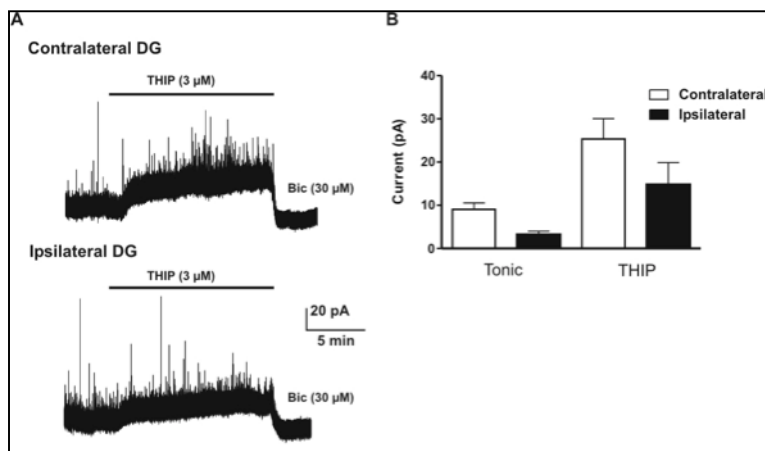 A
Contralateral DG
THIP (3 µM)
Bic (30 µM)
Ipsilateral DG
THIP (3 µM)
20 pA
5 min
Bic (30 µM)
B
Current (pA)
40
30
20
10
0
Contralateral
Ipsilateral
Tonic
THIP